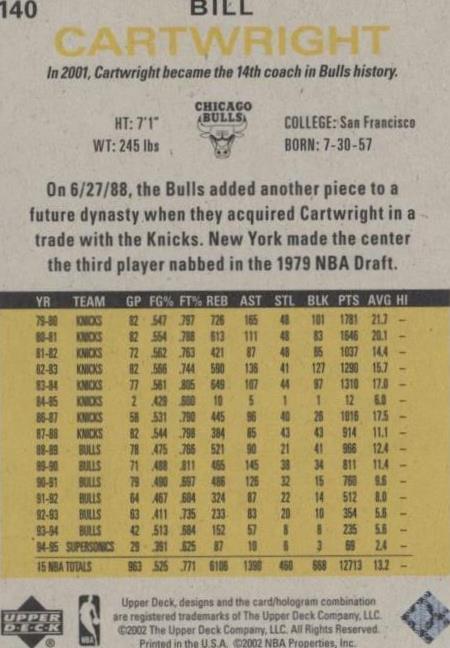 140
BILL
CARTWRIGHT
In 2001, Cartwright became the 14th coach in Bulls history.
CHICAGO
BULLS
HT: 7'1"
WT: 245 lbs
COLLEGE: San Francisco
BORN: 7-30-57
On 6/27/88, the Bulls added another piece to a
future dynasty when they acquired Cartwright in a
trade with the Knicks. New York made the center
the third player nabbed in the 1979 NBA Draft.
YR TEAM GP FG% FT% REB AST STL BLK PTS AVG HI
79-80 KNICKS 82 .547 .797 726 165 48 101 1781 21.7 –
80-81 KNICKS 82 .554 .788 613 111 48 83 1646 20.1 –
81-82 KNICKS 72 .562 .763 421 87 48 65 1037 14.4 –
82-83 KNICKS 82 .566 .744 590 136 41 127 1290 15.7 –
83-84 KNICKS 77 .561 .805 649 107 44 97 1310 17.0 –
84-85 KNICKS 2 .429 .600 10 5 1 1 12 6.0 –
86-87 KNICKS 58 .531 .790 445 96 40 26 1016 17.5 –
87-88 KNICKS 82 .544 .798 384 85 43 43 914 11.1 –
88-89 BULLS 78 .475 .766 521 90 21 41 966 12.4 –
89-90 BULLS 71 .488 .811 465 145 38 34 811 11.4 –
90-91 BULLS 79 .490 .697 486 126 32 15 760 9.6 –
91-92 BULLS 64 .467 .604 324 87 22 14 512 8.0 –
92-93 BULLS 63 .411 .735 233 83 20 10 354 5.6 –
93-94 BULLS 42 .513 .684 152 57 8 8 235 5.6 –
94-95 SUPERSONICS 29 .391 .625 87 10 6 3 69 2.4 –
15 NBA TOTALS 963 .525 .771 6106 1390 460 668 12713 13.2 –
UPPER
DECK
NBA
Upper Deck, designs and the card/hologram combination
are registered trademarks of The Upper Deck Company, LLC.
©2002 The Upper Deck Company, LLC. All Rights Reserved.
Printed in the U.S.A. ©2002 NBA Properties, Inc.